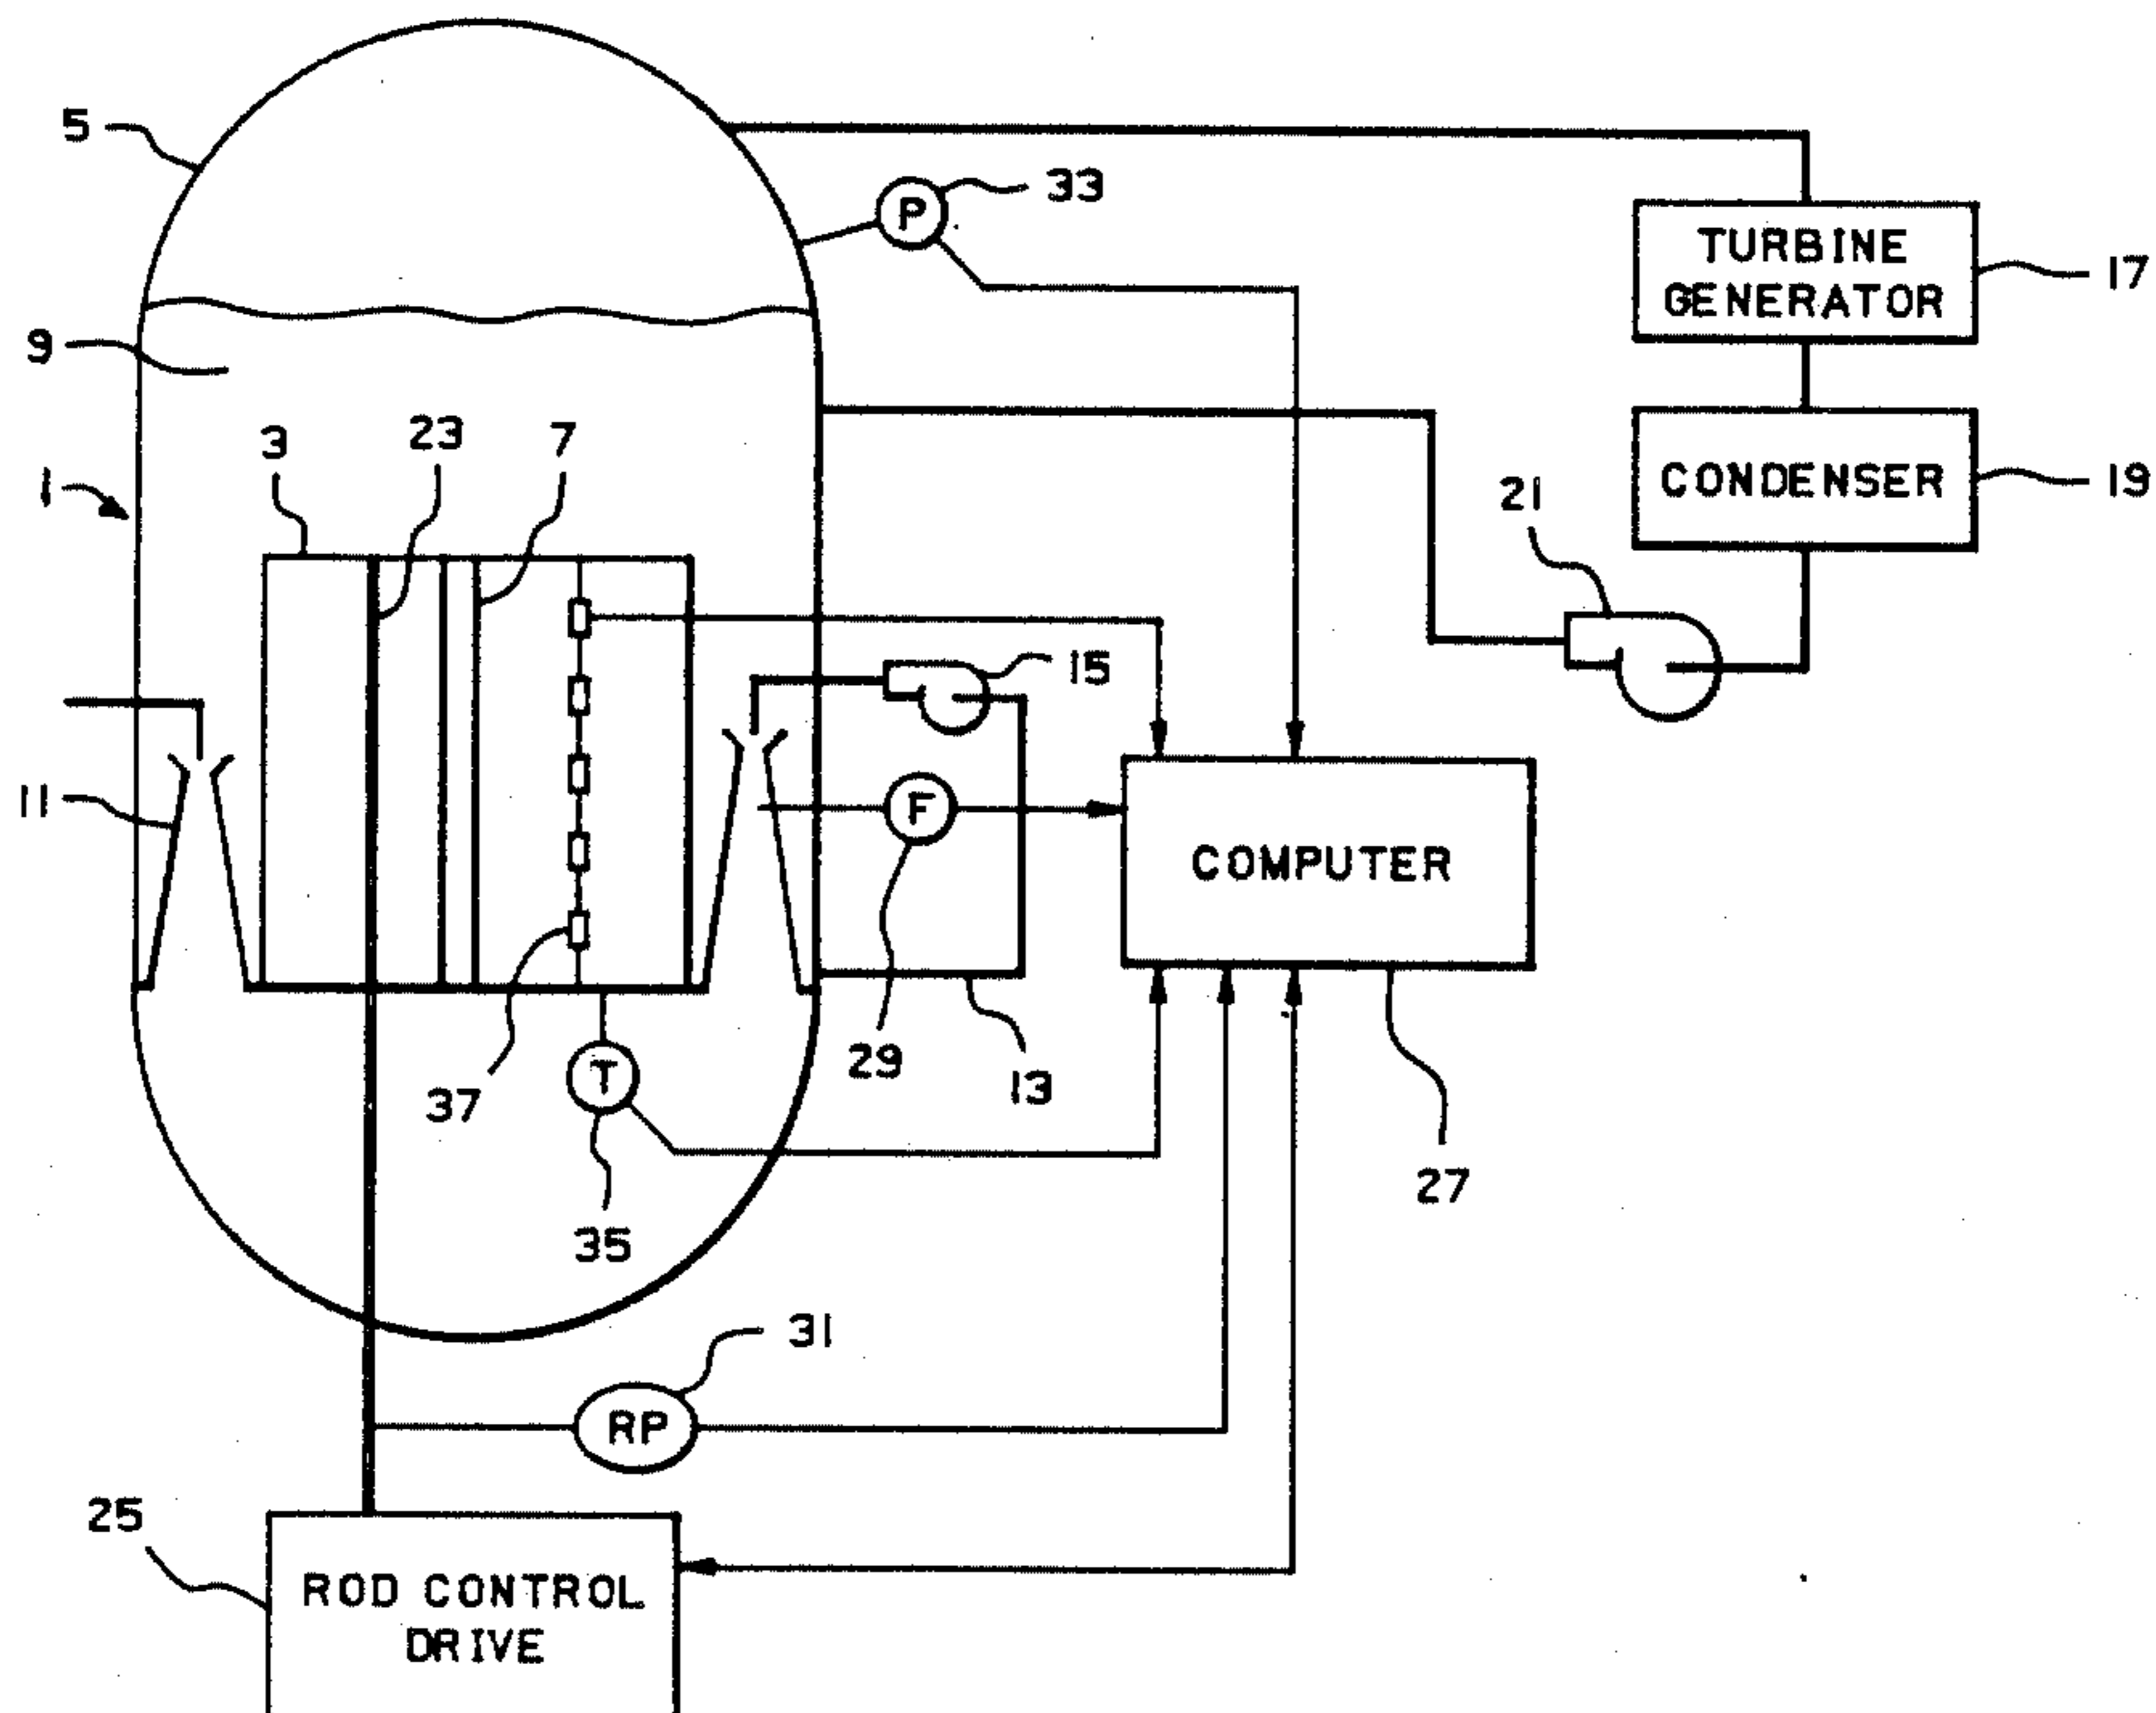 5
P
33
TURBINE
GENERATOR
17
9
3
23
7
1
CONDENSER
19
21
15
11
F
COMPUTER
29
13
37
T
27
35
31
RP
25
ROD CONTROL
DRIVE